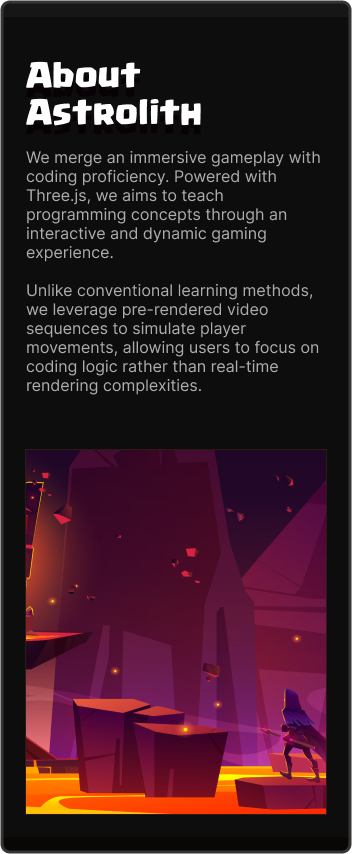 About
Astrolith
We merge an immersive gameplay with
coding proficiency. Powered with
Three.js, we aims to teach
programming concepts through an
interactive and dynamic gaming
experience.
Unlike conventional learning methods,
we leverage pre-rendered video
sequences to simulate player
movements, allowing users to focus on
coding logic rather than real-time
rendering complexities.